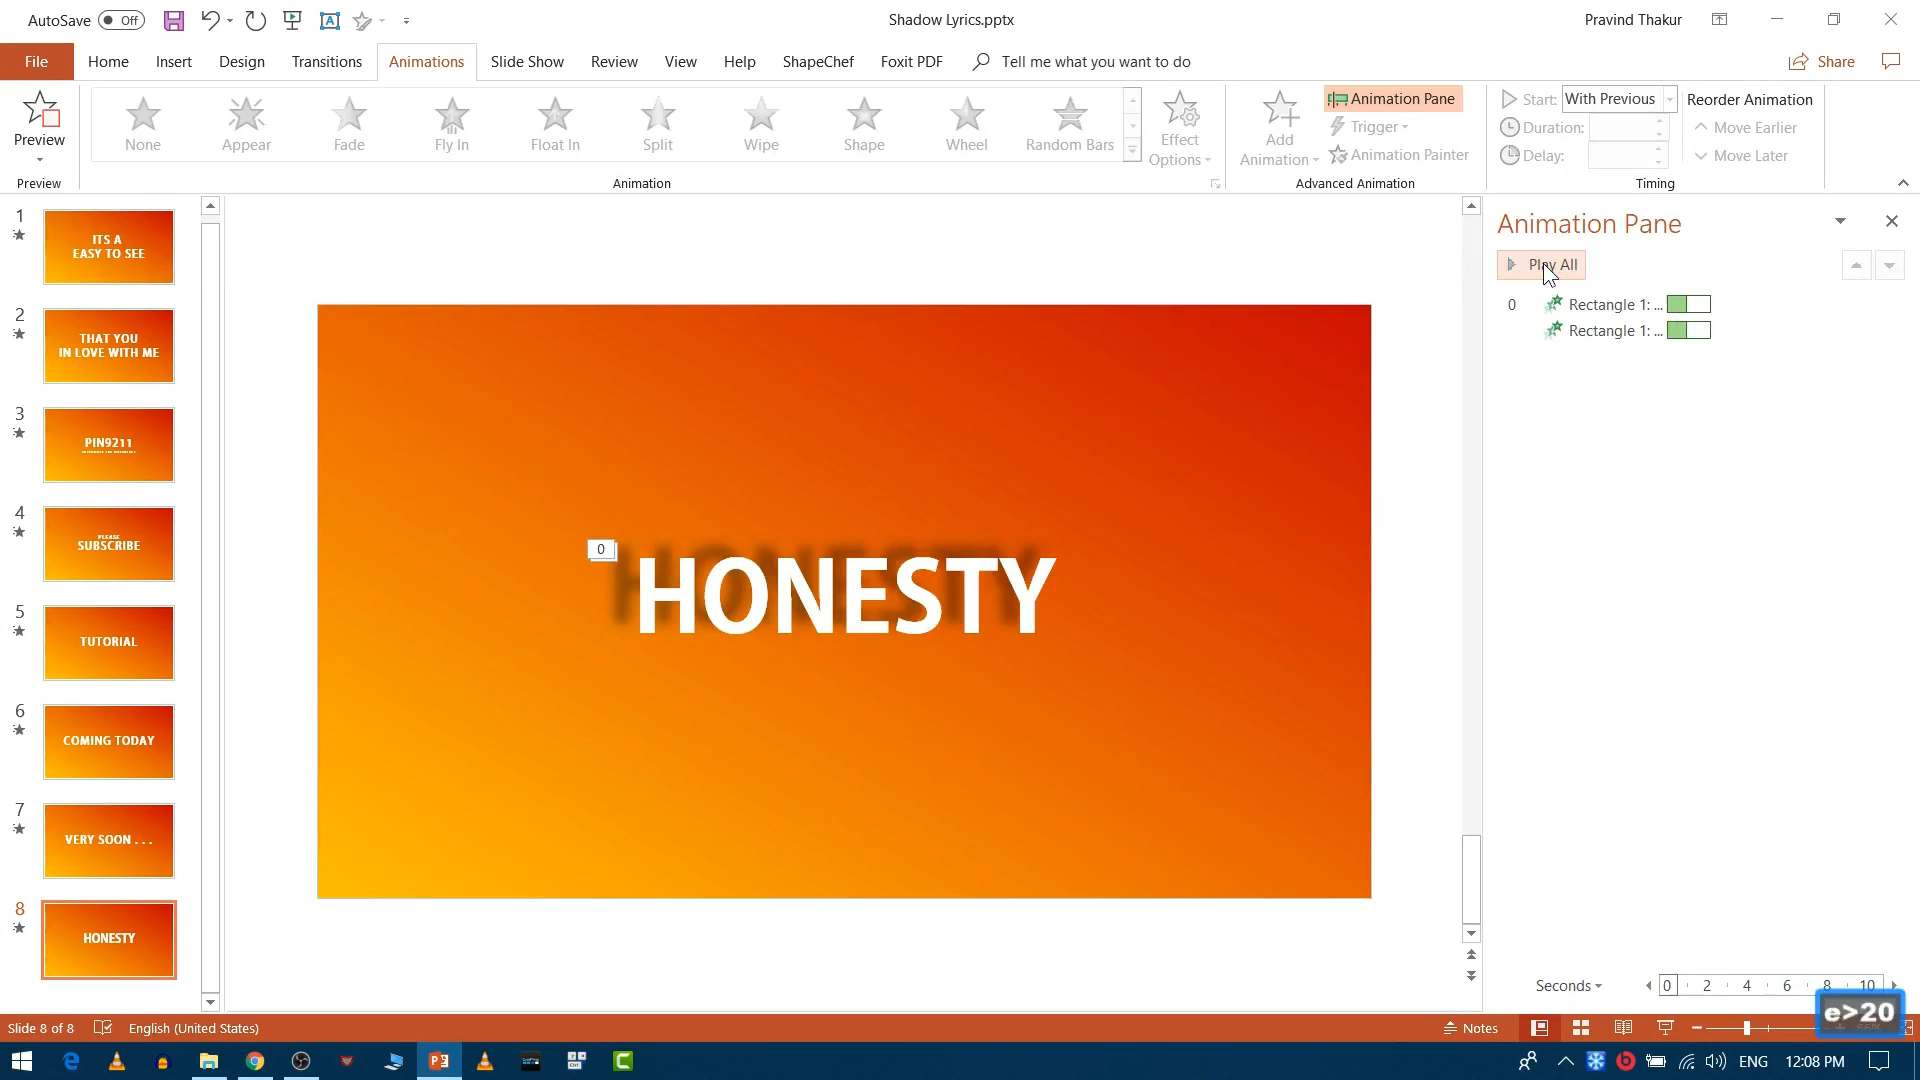 AutoSave Off
Shadow Lyrics.pptx
Pravind Thakur
File Home Insert Design Transitions Animations Slide Show Review View Help ShapeChef Foxit PDF Tell me what you want to do
Share
Preview
Preview
None Appear Fade Fly In Float In Split Wipe Shape Wheel Random Bars
Animation
Effect
Options
Add
Animation
Animation Pane
Trigger
Animation Painter
Advanced Animation
Start: With Previous
Duration:
Delay:
Timing
Reorder Animation
Move Earlier
Move Later
1
ITS A
EASY TO SEE
2
THAT YOU
IN LOVE WITH ME
3
PIN9211
4
PLEASE
SUBSCRIBE
5
TUTORIAL
6
COMING TODAY
7
VERY SOON . . .
8
HONESTY
0
HONESTY
Animation Pane
Play All
0 Rectangle 1: ...
Rectangle 1: ...
Seconds
0 2 4 6 8 10
e>20
Slide 8 of 8
English (United States)
Notes
ENG
12:08 PM